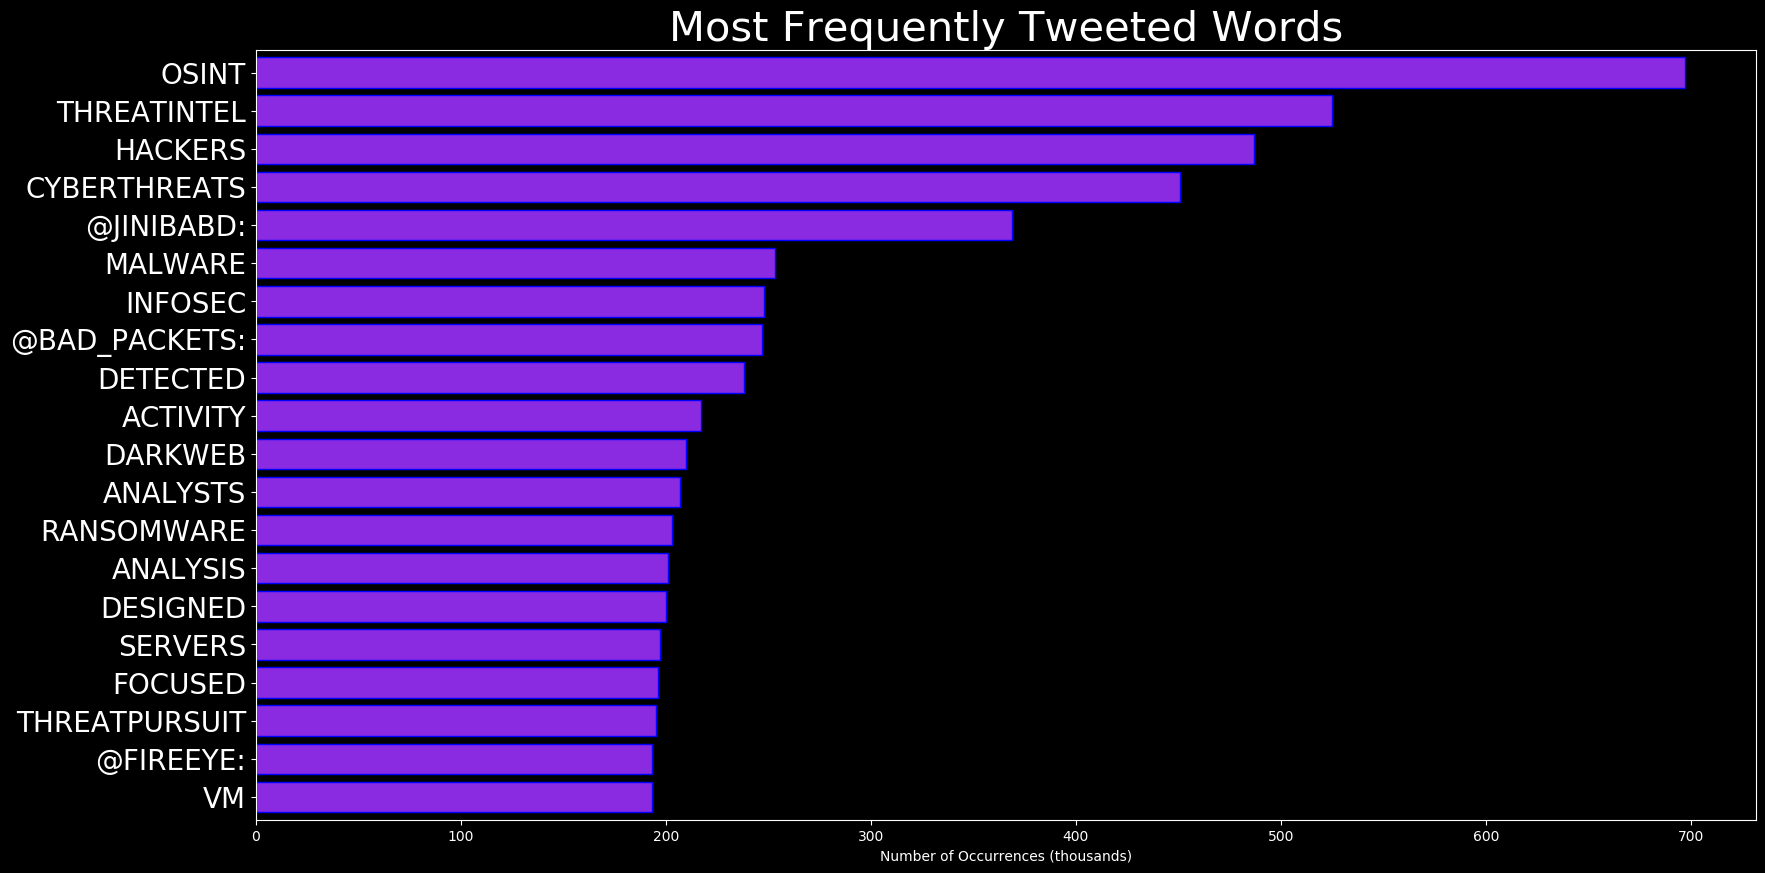 Most Frequently Tweeted Words
OSINT
THREATINTEL
HACKERS
CYBERTHREATS
@JINIBABD:
MALWARE
INFOSEC
@BAD_PACKETS:
DETECTED
ACTIVITY
DARKWEB
ANALYSTS
RANSOMWARE
ANALYSIS
DESIGNED
SERVERS
FOCUSED
THREATPURSUIT
@FIREEYE:
VM
0 100 200 300 400 500 600 700
Number of Occurrences (thousands)